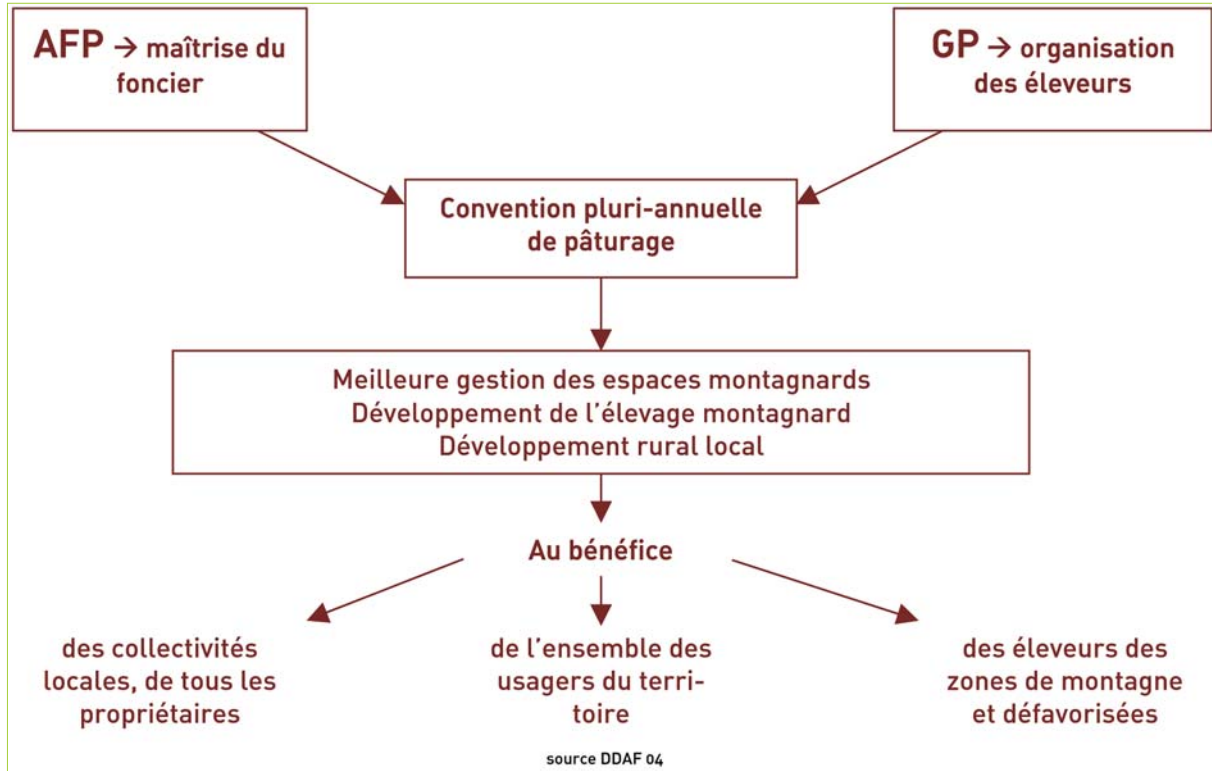 AFP → maîtrise du
foncier
GP → organisation
des éleveurs
Convention pluri-annuelle
de pâturage
Meilleure gestion des espaces montagnards
Développement de l'élevage montagnard
Développement rural local
Au bénéfice
des collectivités
locales, de tous les
propriétaires
de l'ensemble des
usagers du terri-
toire
des éleveurs des
zones de montagne
et défavorisées
source DDAF 04